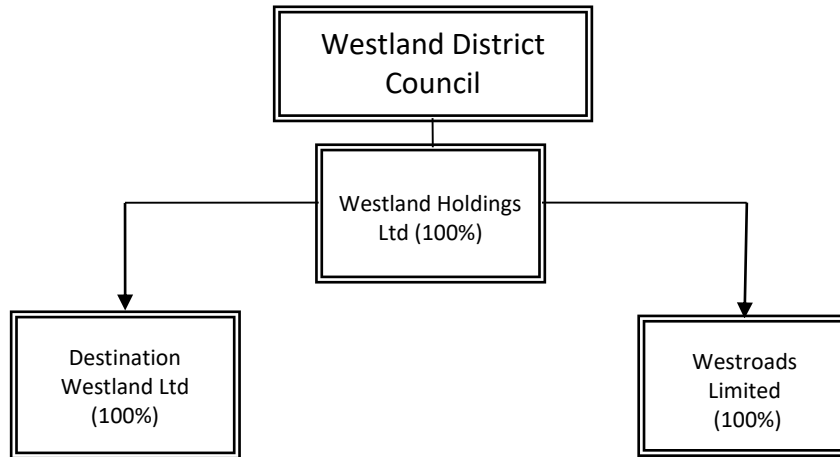 Westland District
Council
Westland Holdings
Ltd (100%)
Destination
Westland Ltd
(100%)
Westroads
Limited
(100%)